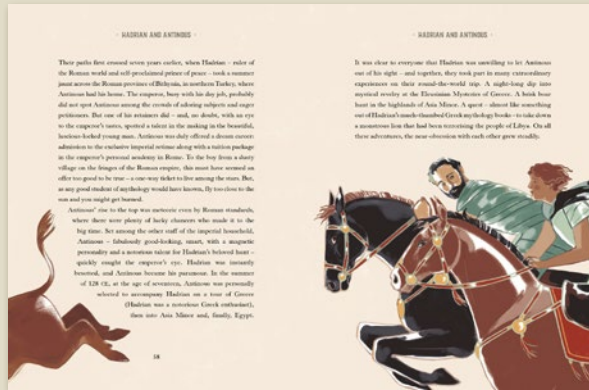 · HADRIAN AND ANTINOUS ·
Their paths first crossed seven years earlier, when Hadrian – ruler
of the Roman world and self-proclaimed prince of peace – took a summer
jaunt across the Roman province of Bithynia, in northern Turkey, where
Antinous had his home. The emperor, busy with his day job, probably
did not spot Antinous among the crowds of adoring subjects and eager
petitioners. But one of his retainers did – and, no doubt, with an eye
to the emperor's tastes, spotted a talent in the making in the beautiful,
luscious-locked young man. Antinous was duly offered a dream career:
admission to the exclusive imperial retinue along with a tuition package
in the emperor's personal academy in Rome. To the boy from a dusty
village on the fringes of the Roman empire, this must have seemed an
offer too good to be true – a one-way ticket to live among the stars. But,
as any good student of mythology would have known, fly too close to the
sun and you might get burned.
Antinous' rise to the top was meteoric even by Roman standards,
where there were plenty of lucky chancers who made it to the
big time. Set among the other staff of the imperial household,
Antinous – fabulously good-looking, smart, with a magnetic
personality and a notorious talent for Hadrian's beloved hunt –
quickly caught the emperor's eye. Hadrian was instantly
besotted, and Antinous became his paramour. In the summer
of 128 CE, at the age of seventeen, Antinous was personally
selected to accompany Hadrian on a tour of Greece
(Hadrian was a notorious Greek enthusiast),
then into Asia Minor and, finally, Egypt.
58
· HADRIAN AND ANTINOUS ·
It was clear to everyone that Hadrian was unwilling to let Antinous
out of his sight – and together, they took part in many extraordinary
experiences on their round-the-world trip. A night-long dip into
mystical revelry at the Eleusinian Mysteries of Greece. A brisk bear
hunt in the highlands of Asia Minor. A quest – almost like something
out of Hadrian's much-thumbed Greek mythology books – to take down
a monstrous lion that had been terrorising the people of Libya. On all
these adventures, the near-obsession with each other grew steadily.